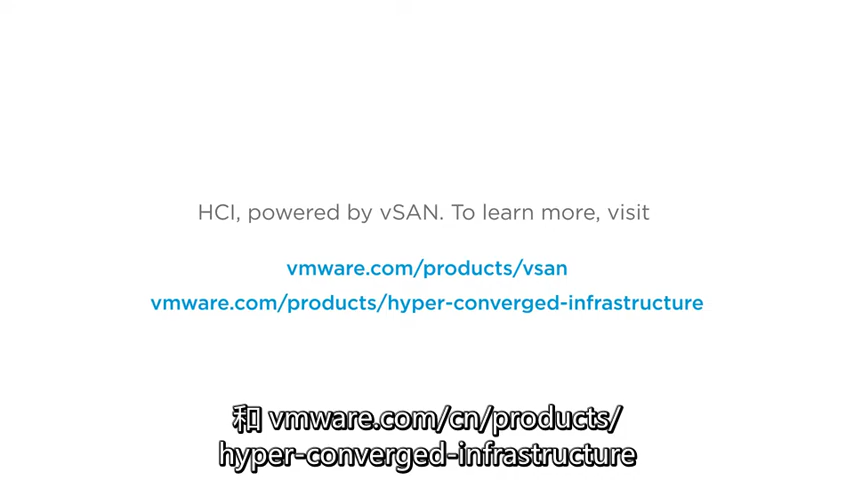 HCI, powered by vSAN. To learn more, visit
vmware.com/products/vsan
vmware.com/products/hyper-converged-infrastructure
和 vmware.com/cn/products/
hyper-converged-infrastructure